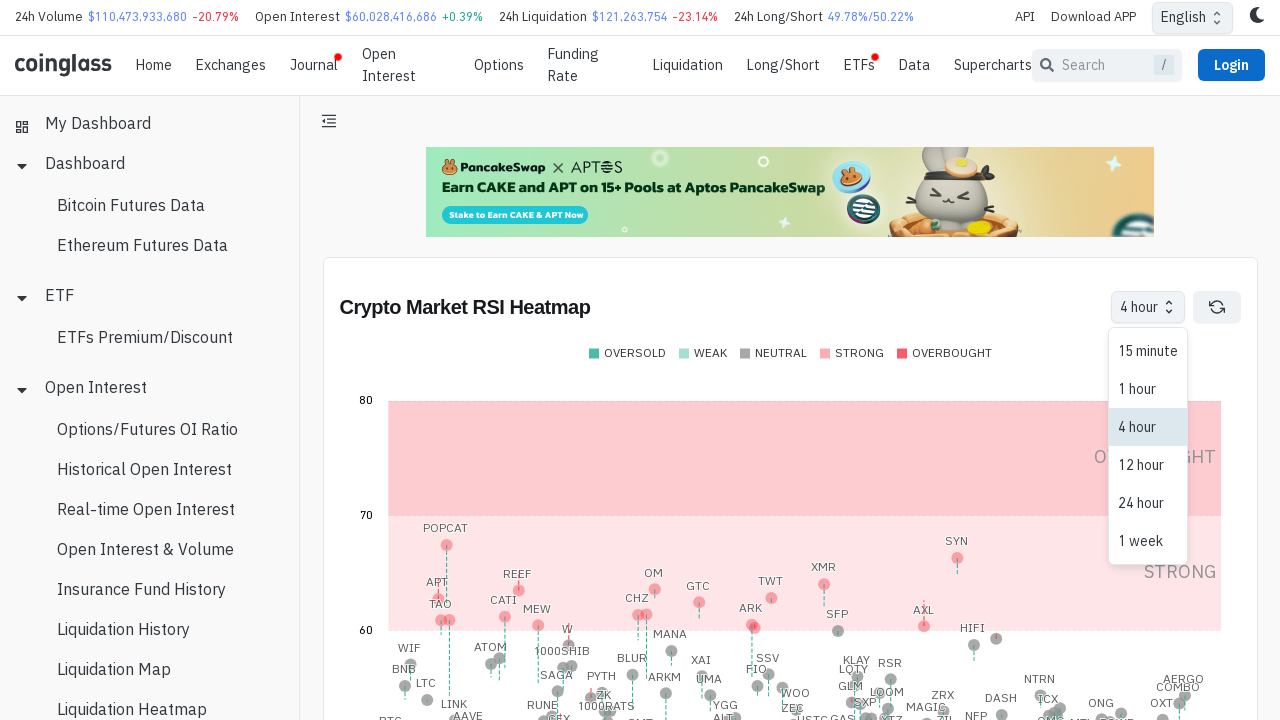 24h Volume $110,473,933,680 -20.79% Open Interest $60,028,416,686 +0.39% 24h Liquidation $121,263,754 -23.14% 24h Long/Short 49.78%/50.22% API Download APP English
coinglass Home Exchanges Journal Open Interest Options Funding Rate Liquidation Long/Short ETFs Data Supercharts Search / Login
My Dashboard
Dashboard
Bitcoin Futures Data
Ethereum Futures Data
ETF
ETFs Premium/Discount
Open Interest
Options/Futures OI Ratio
Historical Open Interest
Real-time Open Interest
Open Interest & Volume
Insurance Fund History
Liquidation History
Liquidation Map
Liquidation Heatmap
PancakeSwap X APTOS
Earn CAKE and APT on 15+ Pools at Aptos PancakeSwap
Stake to Earn CAKE & APT Now
Crypto Market RSI Heatmap
4 hour
15 minute
1 hour
4 hour
12 hour
24 hour
1 week
OVERSOLD WEAK NEUTRAL STRONG OVERBOUGHT
80
70
60
STRONG
POPCAT
SYN
XMR
OM
REEF
APT
TWT
GTC
CHZ
CATI
TAO
MEW
ARK
SFP
AXL
W
HIFI
MANA
WIF
ATOM
1000SHIB
BLUR
XAI
SSV
KLAY
RSR
BNB
LTC
SAGA
PYTH
ARKM
UMA
FIO
LQTY
NTRN
AERGO
GLM
LOOM
COMBO
LINK
RUNE
ZK
1000RATS
YGG
WOO
ZEC
SXP
MAGIC
ZRX
DASH
ICX
ONG
OXT
AAVE
NFP